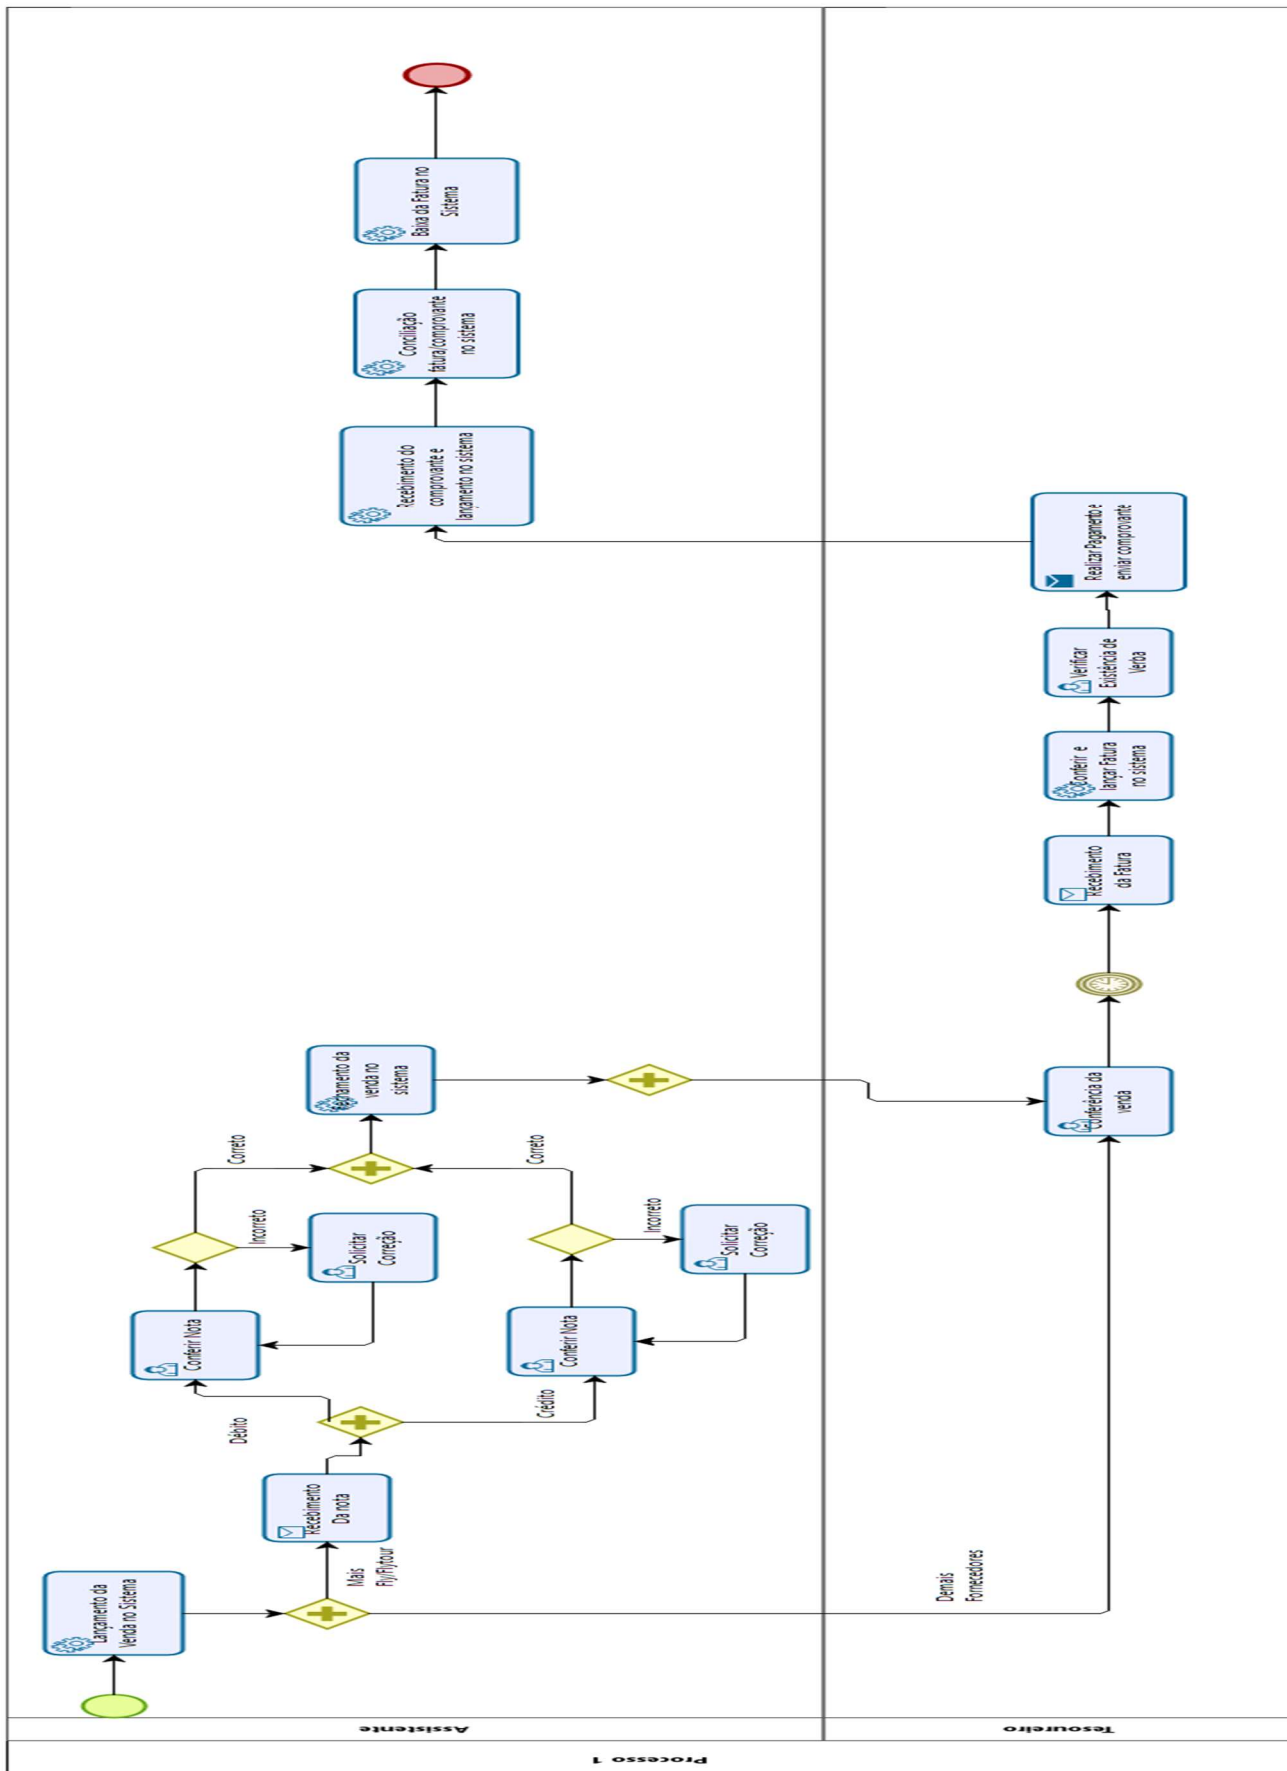 Processo 1
Assistente
Tesoureiro
Lançamento da
Venda no Sistema
Mais
Fly/Flytour
Demais
Fornecedores
Recebimento
Da nota
Débito
Crédito
Conferir Nota
Incorreto
Solicitar
Correção
Correto
Conferir Nota
Incorreto
Solicitar
Correção
Correto
venda no
sistema
Conferência da
venda
Recebimento
da Fatura
Conferir e
lançar Fatura
no sistema
Verificar
Existência de
Verba
Realizar Pagamento e
enviar comprovante
Recebimento do
comprovante e
lançamento no sistema
Conciliação
fatura/comprovante
no sistema
Baixa da Fatura no
Sistema